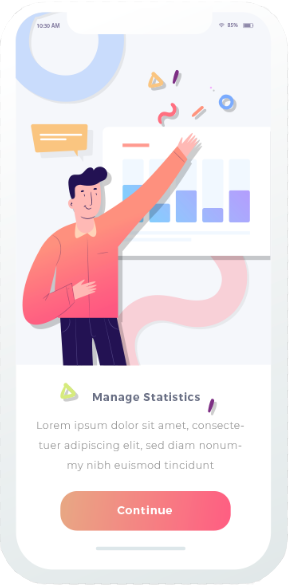 10:30 AM 85%
Manage Statistics
Lorem ipsum dolor sit amet, consecte-
tuer adipiscing elit, sed diam nonum-
my nibh euismod tincidunt
Continue